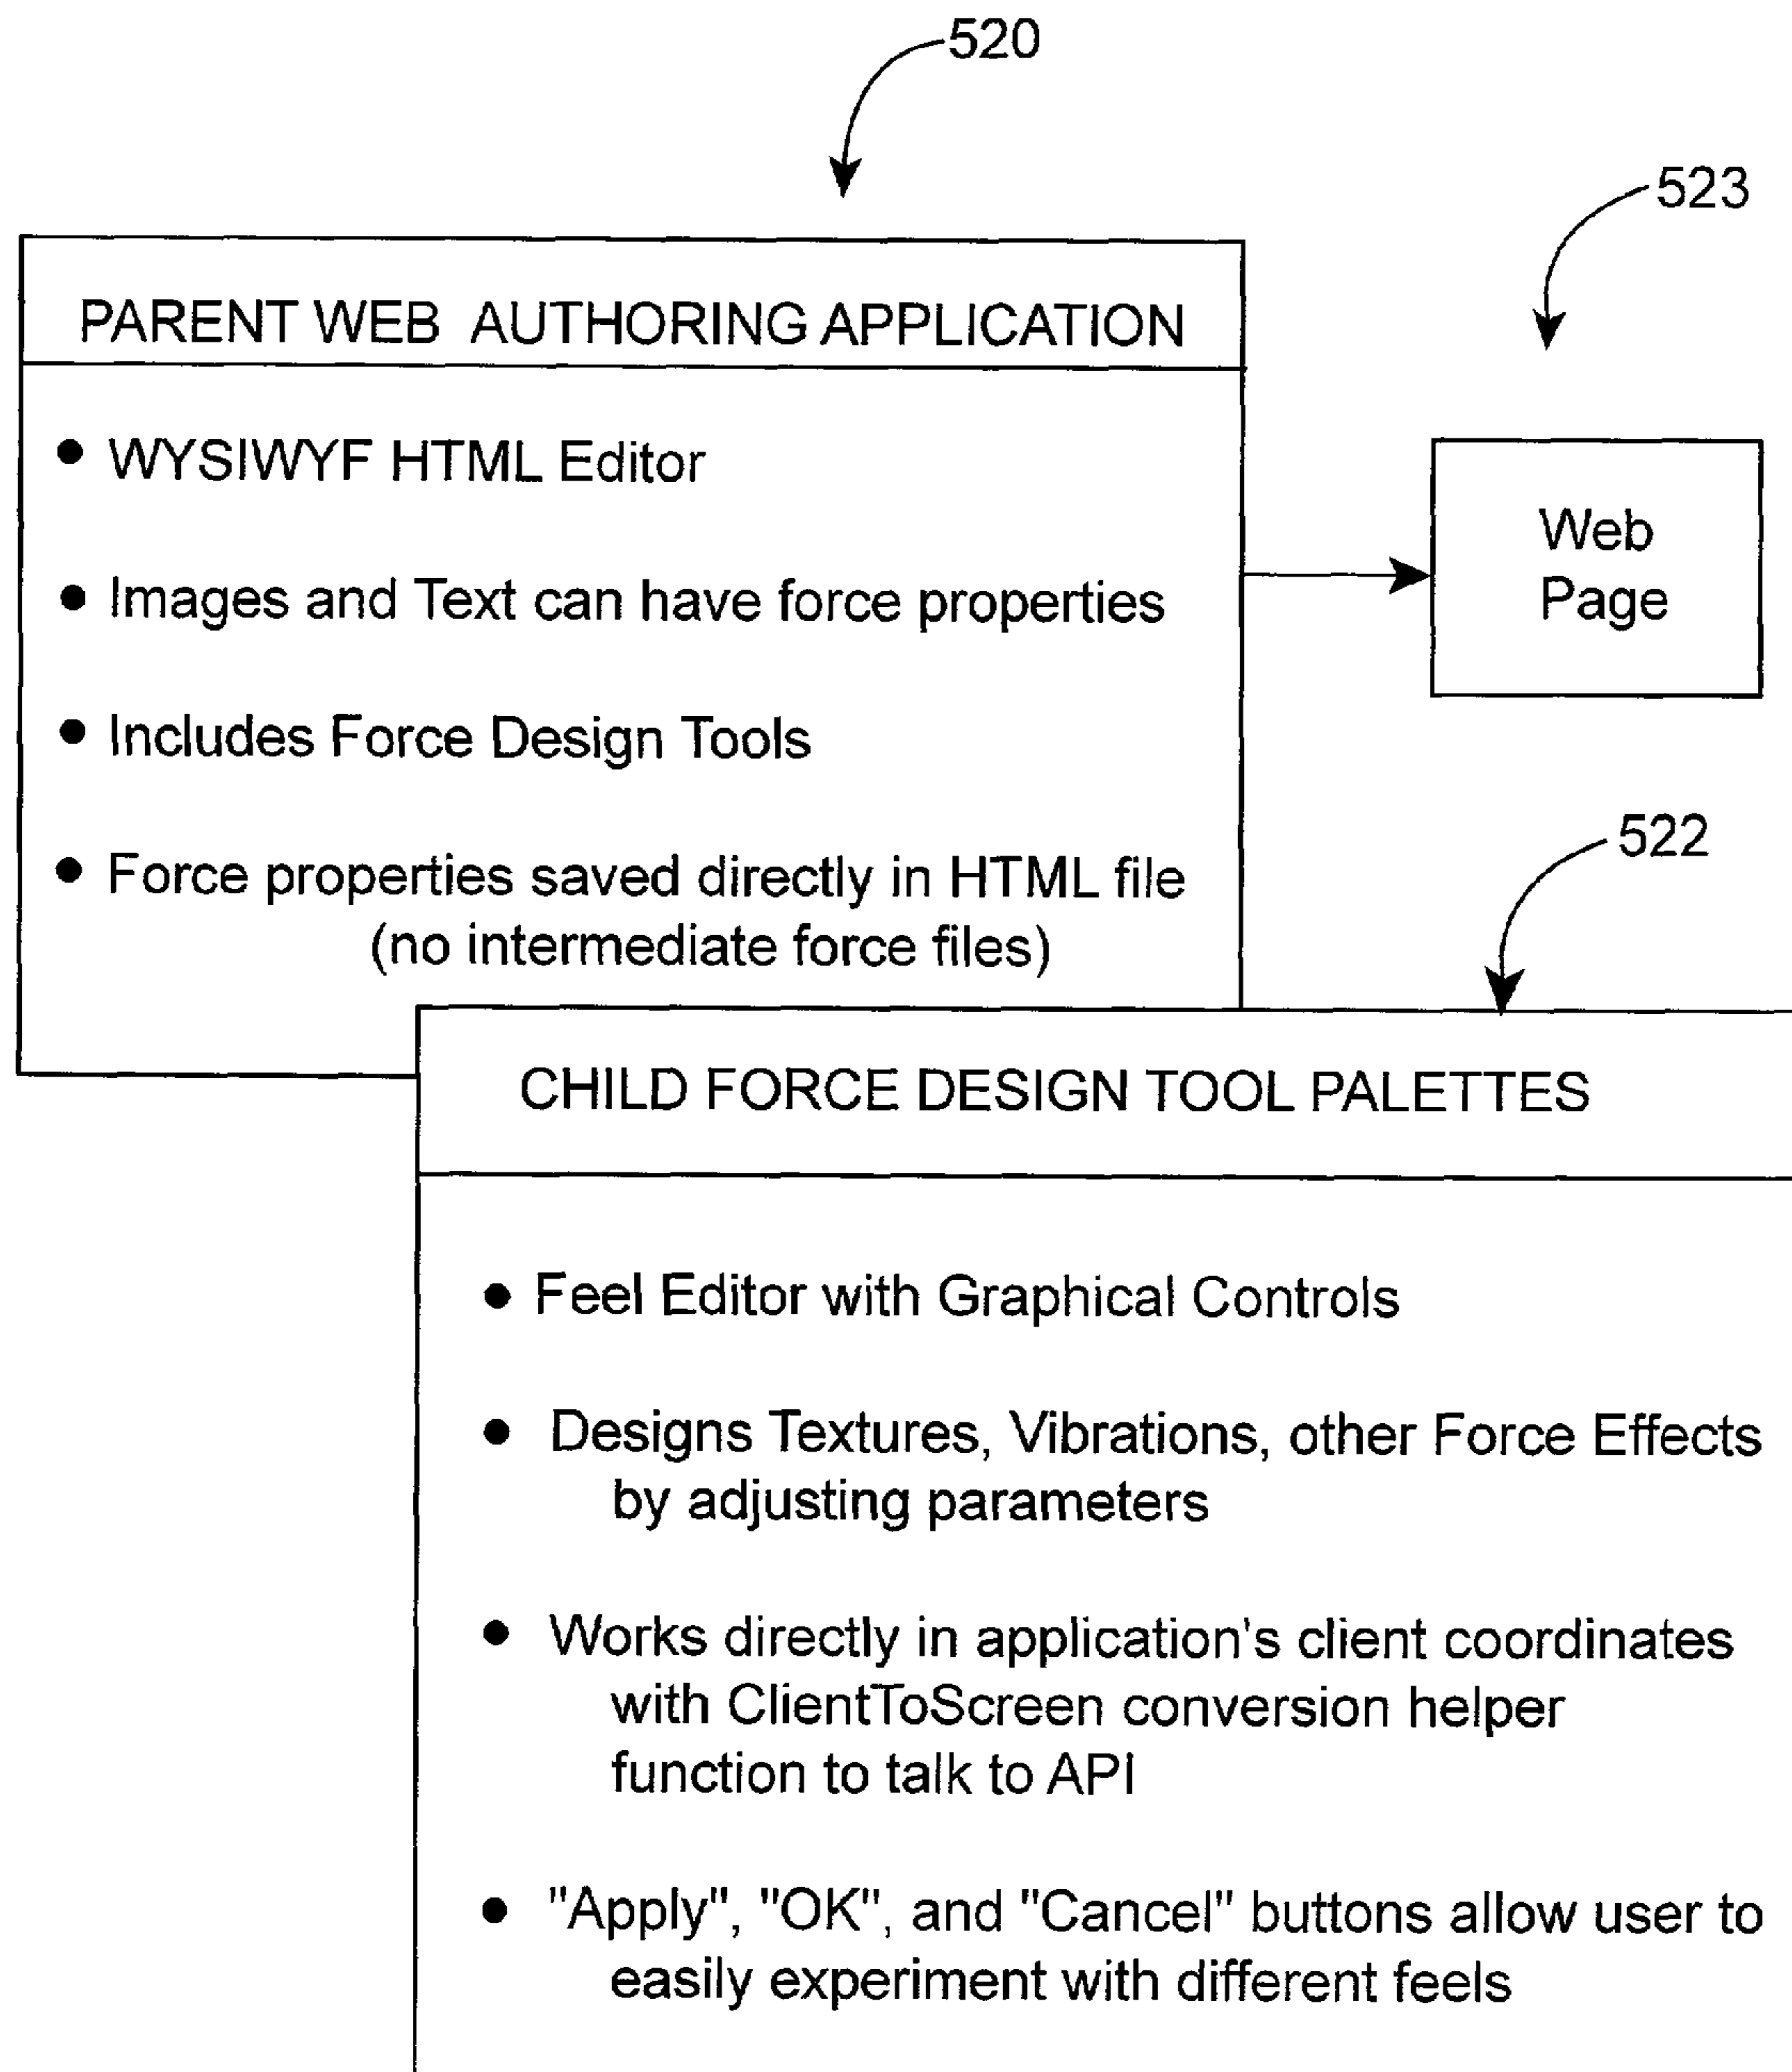 520
523
PARENT WEB AUTHORING APPLICATION
• WYSIWYF HTML Editor
• Images and Text can have force properties
• Includes Force Design Tools
• Force properties saved directly in HTML file
(no intermediate force files)
Web
Page
522
CHILD FORCE DESIGN TOOL PALETTES
• Feel Editor with Graphical Controls
• Designs Textures, Vibrations, other Force Effects
by adjusting parameters
• Works directly in application's client coordinates
with ClientToScreen conversion helper
function to talk to API
• "Apply", "OK", and "Cancel" buttons allow user to
easily experiment with different feels